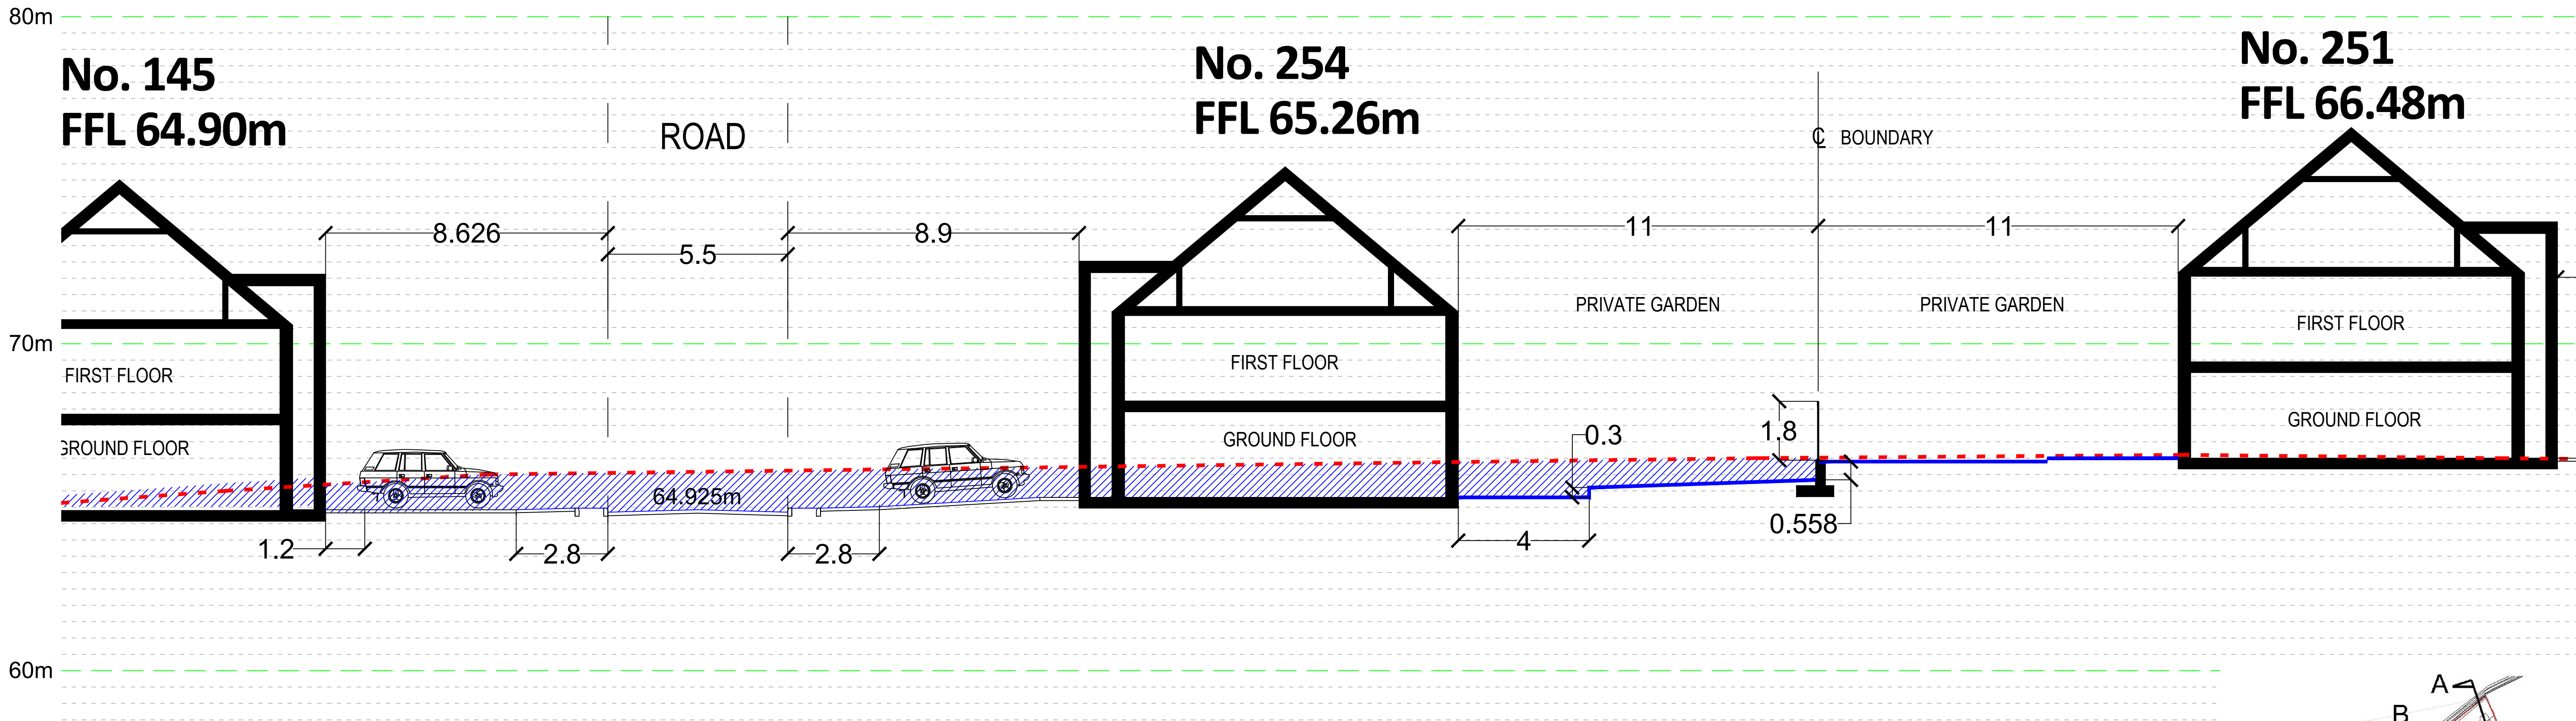 80m
No. 145
FFL 64.90m
ROAD
No. 254
FFL 65.26m
℄ BOUNDARY
No. 251
FFL 66.48m
8.626
5.5
8.9
11
11
PRIVATE GARDEN
PRIVATE GARDEN
70m
FIRST FLOOR
FIRST FLOOR
FIRST FLOOR
GROUND FLOOR
GROUND FLOOR
GROUND FLOOR
0.3
1.8
64.925m
0.558
1.2
2.8
2.8
4
60m
A
B